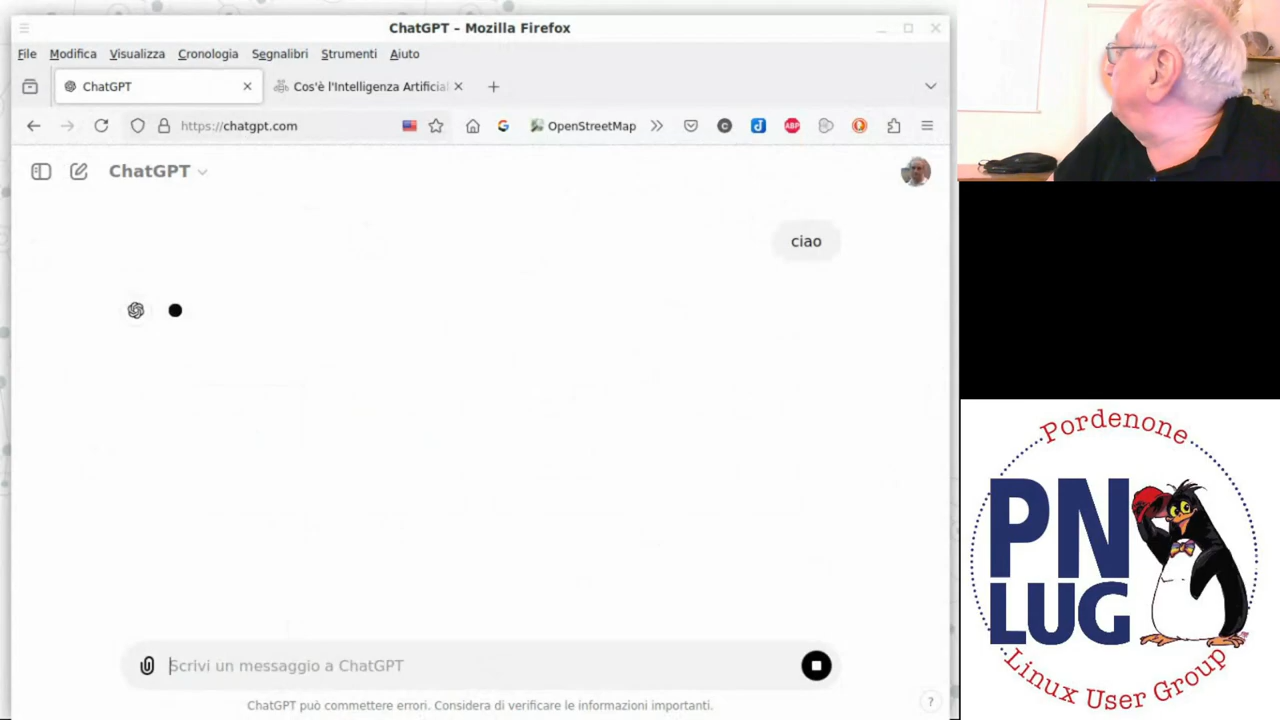 ChatGPT – Mozilla Firefox
File Modifica Visualizza Cronologia Segnalibri Strumenti Aiuto
ChatGPT
Cos'è l'Intelligenza Artificial
https://chatgpt.com
OpenStreetMap
ABP
ChatGPT
ciao
Scrivi un messaggio a ChatGPT
ChatGPT può commettere errori. Considera di verificare le informazioni importanti.
?
Pordenone
PN
LUG
Linux User Group